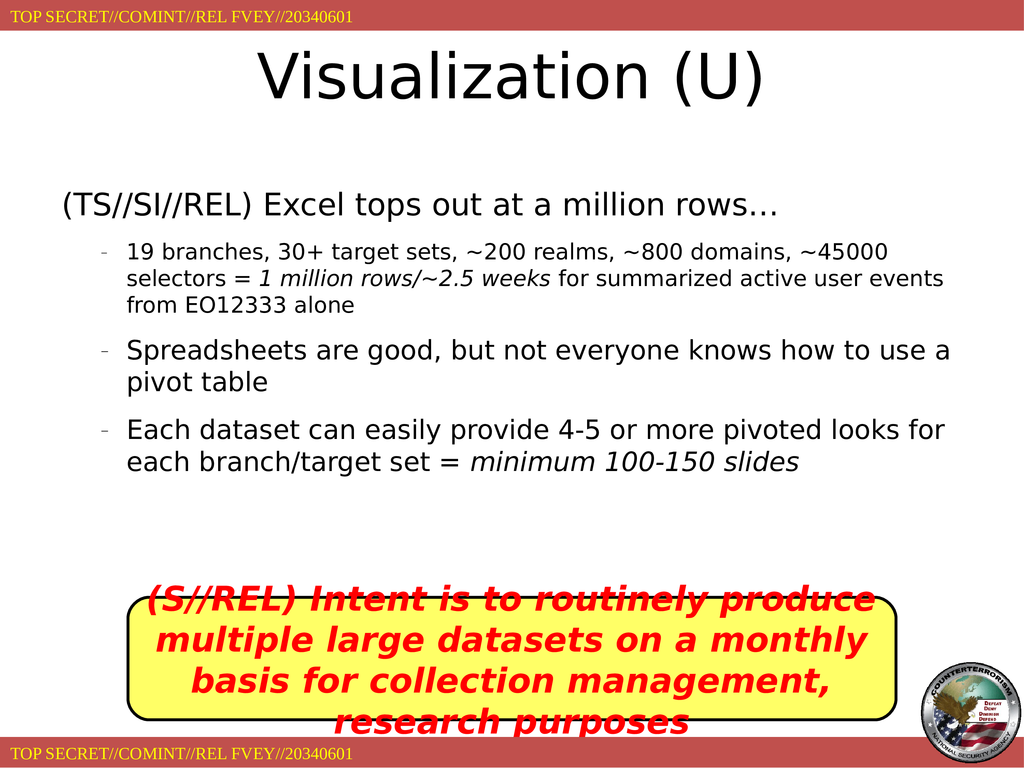 TOP SECRET//COMINT//REL FVEY//20340601
Visualization (U)
(TS//SI//REL) Excel tops out at a million rows…
- 19 branches, 30+ target sets, ~200 realms, ~800 domains, ~45000
selectors = 1 million rows/~2.5 weeks for summarized active user events
from EO12333 alone
- Spreadsheets are good, but not everyone knows how to use a
pivot table
- Each dataset can easily provide 4-5 or more pivoted looks for
each branch/target set = minimum 100-150 slides
(S//REL) Intent is to routinely produce
multiple large datasets on a monthly
basis for collection management,
research purposes
COUNTERTERRORISM
DEFEAT
DENY
DIMINISH
DEFEND
NATIONAL SECURITY AGENCY
TOP SECRET//COMINT//REL FVEY//20340601